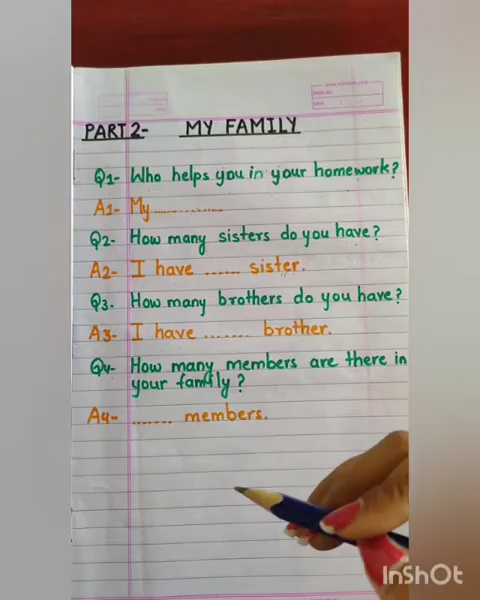 PART 2- MY FAMILY
Q1- Who helps you in your homework?
A1- My .............
Q2- How many sisters do you have?
A2- I have ...... sister.
Q3- How many brothers do you have?
A3- I have ....... brother.
Q4- How many members are there in
your family?
A4- ....... members.
InShOt